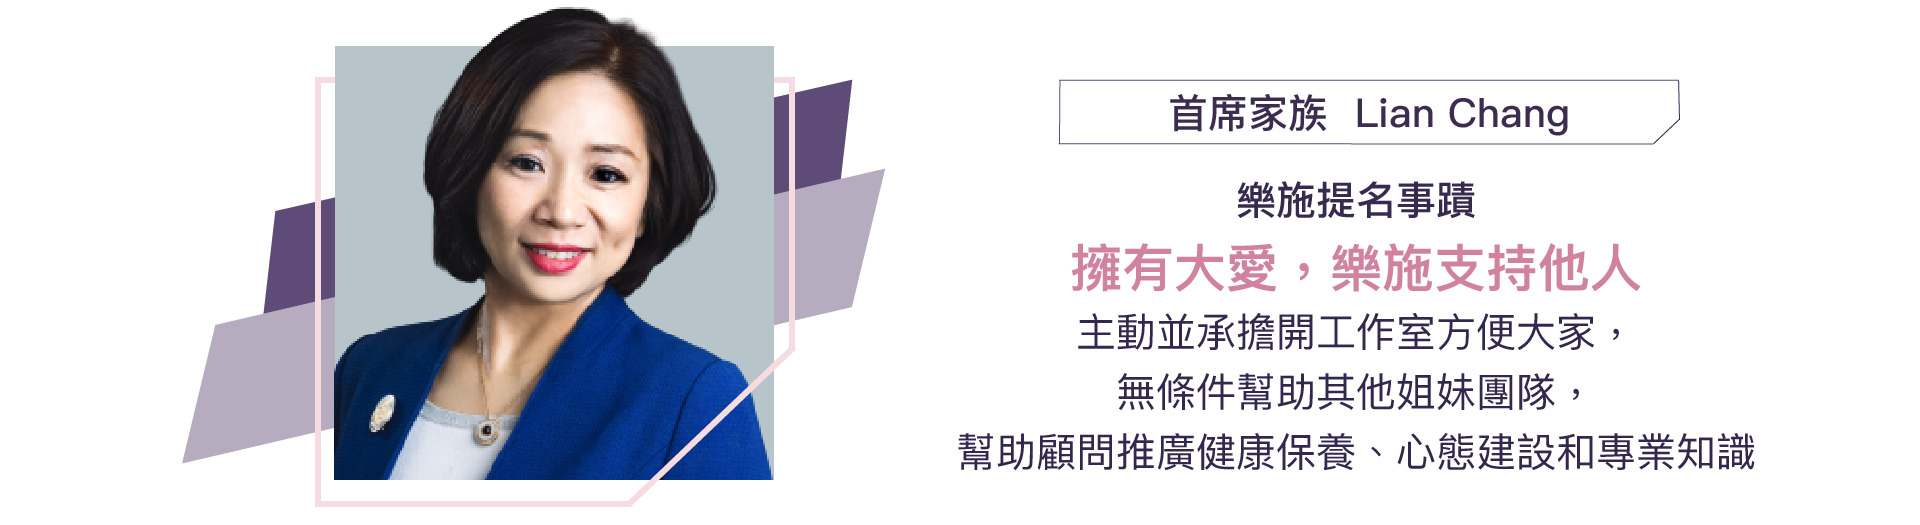 首席家族 Lian Chang
樂施提名事蹟
擁有大愛，樂施支持他人
主動並承擔開工作室方便大家，
無條件幫助其他姐妹團隊，
幫助顧問推廣健康保養、心態建設和專業知識